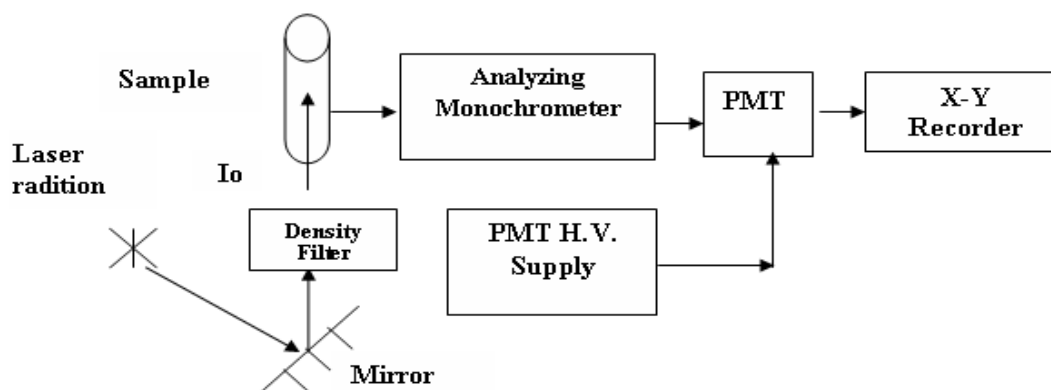 Sample
Analyzing
Monochrometer
PMT
X-Y
Recorder
Laser
radition
Io
Density
Filter
PMT H.V.
Supply
Mirror